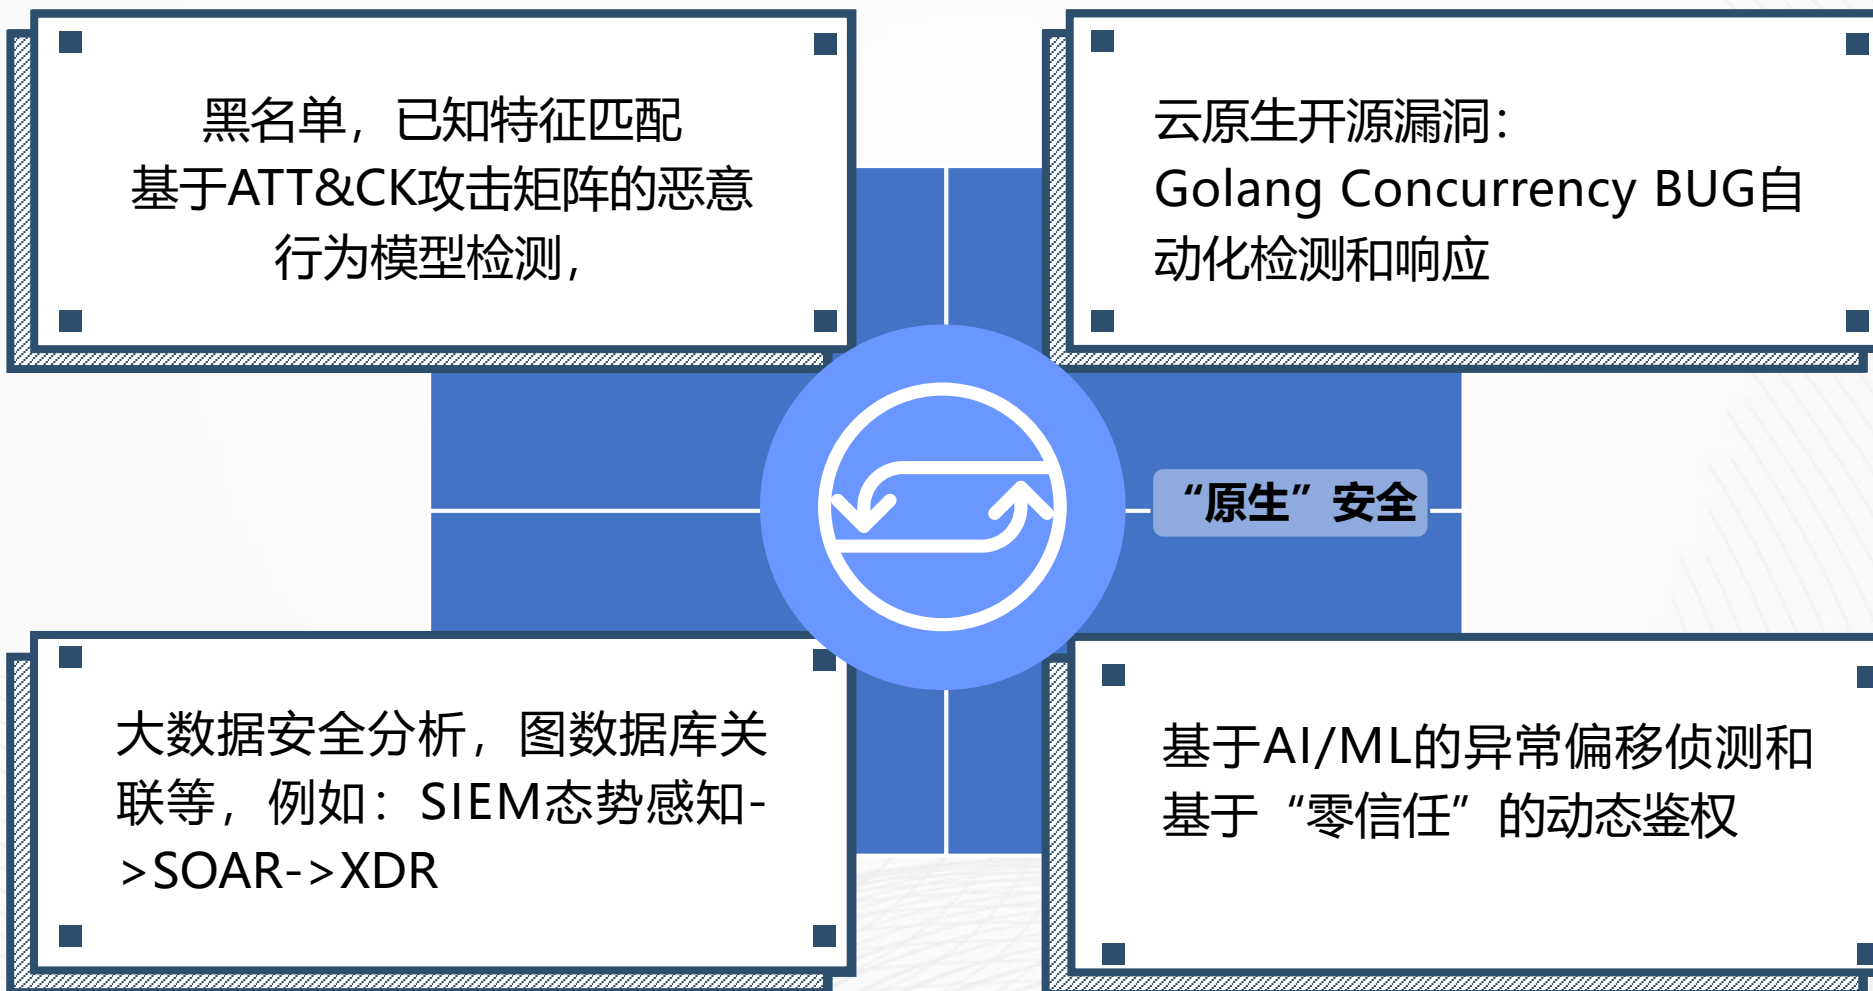 黑名单，已知特征匹配
基于ATT&CK攻击矩阵的恶意
行为模型检测，
云原生开源漏洞：
Golang Concurrency BUG自
动化检测和响应
“原生”安全
大数据安全分析，图数据库关
联等，例如：SIEM态势感知-
>SOAR->XDR
基于AI/ML的异常偏移侦测和
基于“零信任”的动态鉴权